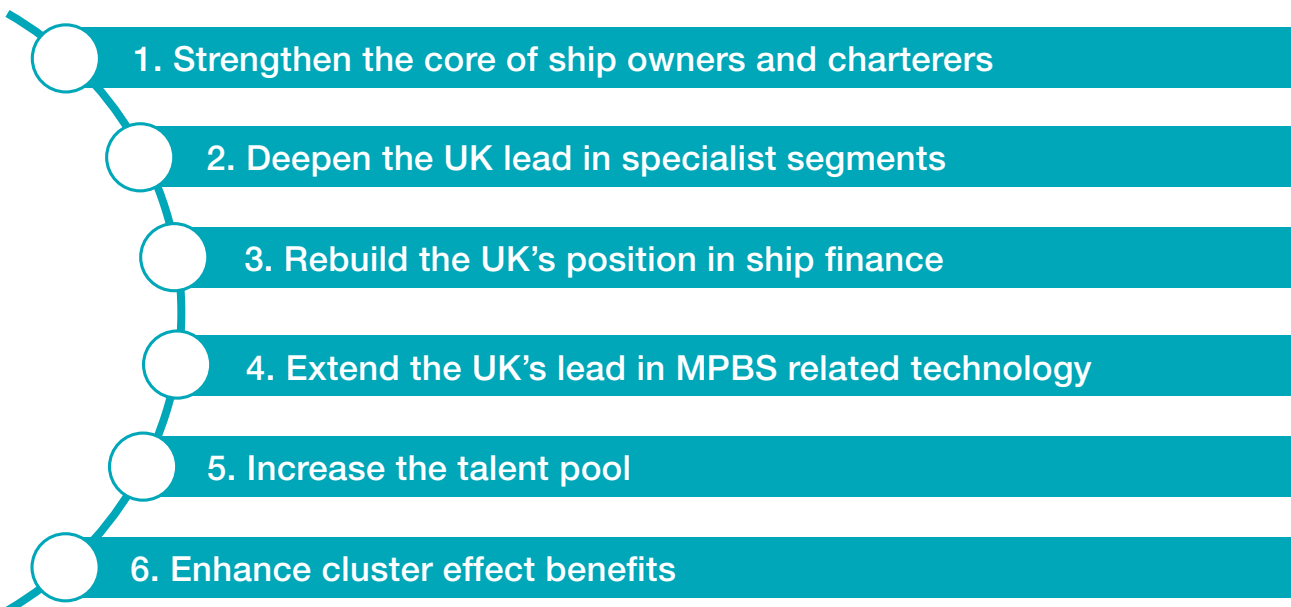 1. Strengthen the core of ship owners and charterers
2. Deepen the UK lead in specialist segments
3. Rebuild the UK’s position in ship finance
4. Extend the UK’s lead in MPBS related technology
5. Increase the talent pool
6. Enhance cluster effect benefits